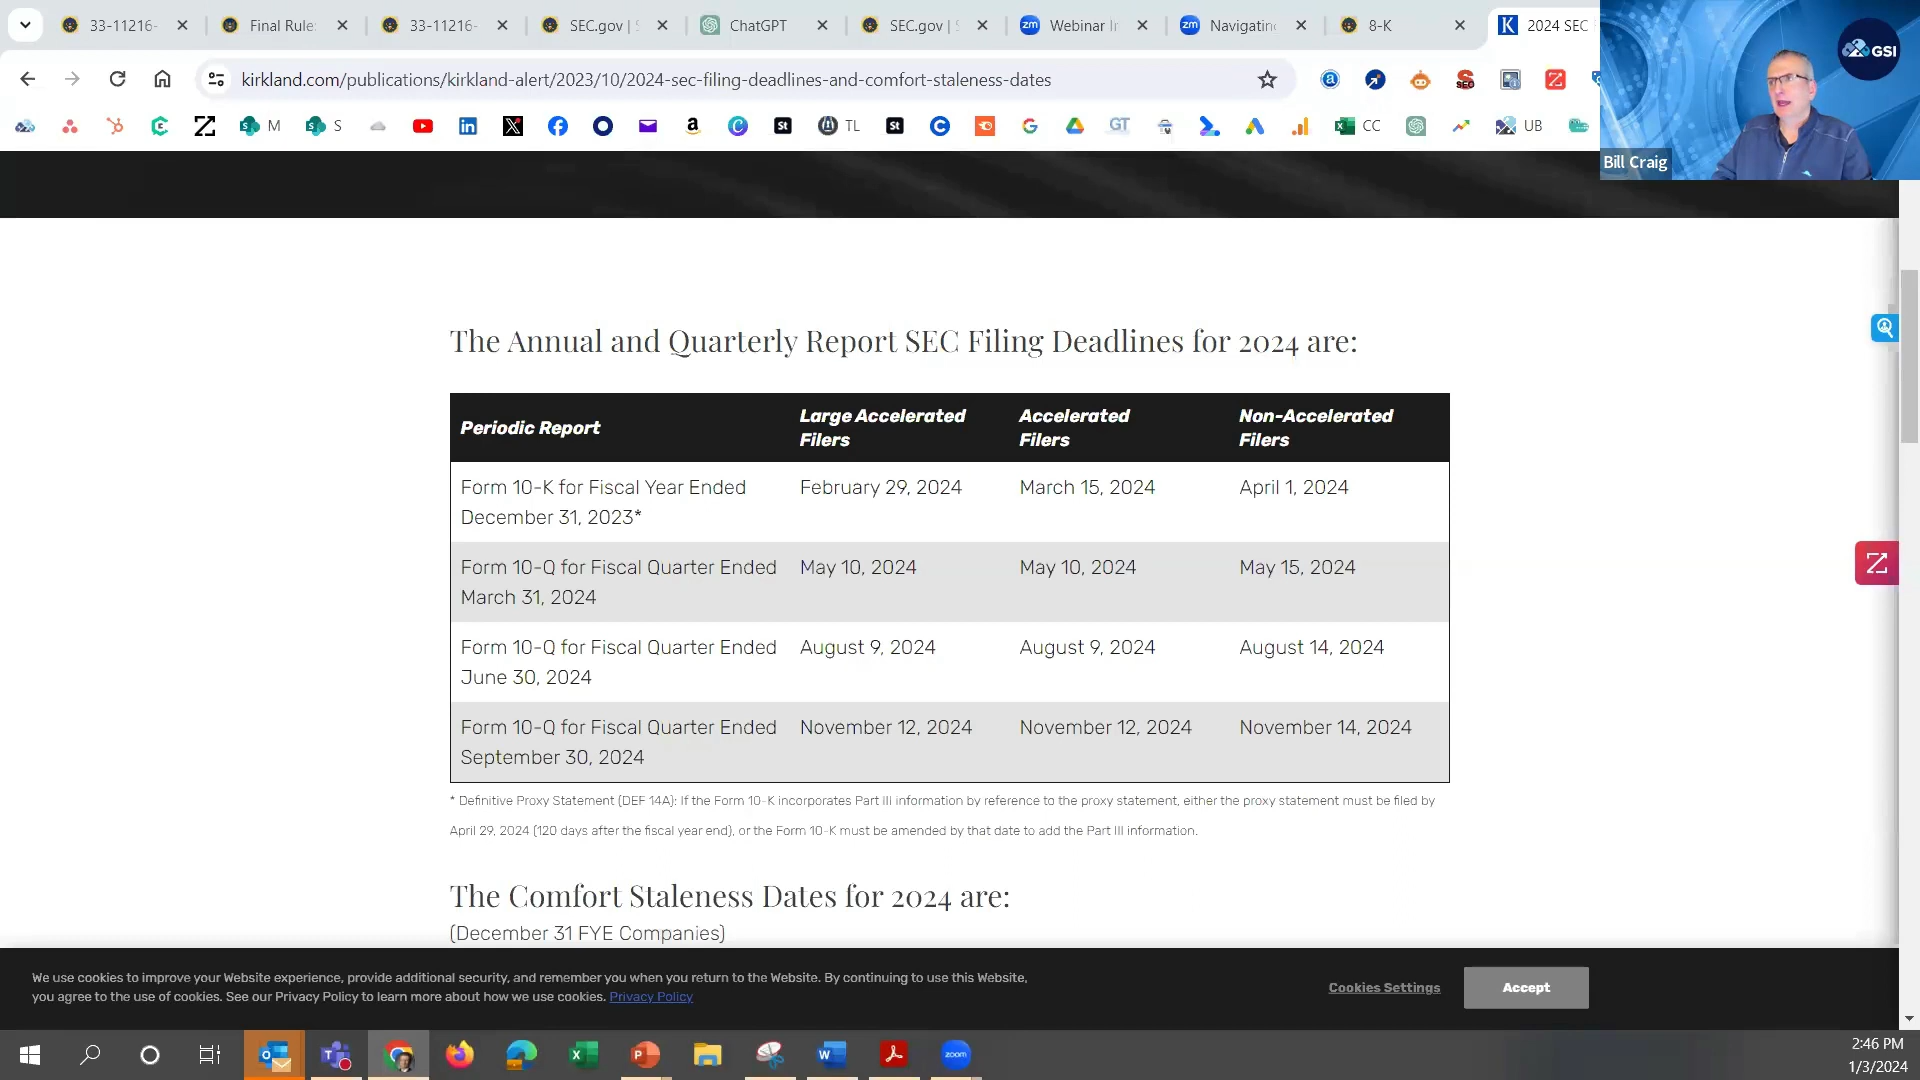 33-11216-
Final Rule:
33-11216-
SEC.gov | S
ChatGPT
SEC.gov | S
Webinar In
Navigating
8-K
2024 SEC
GSI
kirkland.com/publications/kirkland-alert/2023/10/2024-sec-filing-deadlines-and-comfort-staleness-dates
M
S
TL
GT
CC
UB
Bill Craig
The Annual and Quarterly Report SEC Filing Deadlines for 2024 are:
Periodic Report Large Accelerated Filers Accelerated Filers Non-Accelerated Filers
Form 10-K for Fiscal Year Ended February 29, 2024 March 15, 2024 April 1, 2024
December 31, 2023*
Form 10-Q for Fiscal Quarter Ended May 10, 2024 May 10, 2024 May 15, 2024
March 31, 2024
Form 10-Q for Fiscal Quarter Ended August 9, 2024 August 9, 2024 August 14, 2024
June 30, 2024
Form 10-Q for Fiscal Quarter Ended November 12, 2024 November 12, 2024 November 14, 2024
September 30, 2024
* Definitive Proxy Statement (DEF 14A): If the Form 10-K incorporates Part III information by reference to the proxy statement, either the proxy statement must be filed by
April 29, 2024 (120 days after the fiscal year end), or the Form 10-K must be amended by that date to add the Part III information.
The Comfort Staleness Dates for 2024 are:
(December 31 FYE Companies)
We use cookies to improve your Website experience, provide additional security, and remember you when you return to the Website. By continuing to use this Website,
you agree to the use of cookies. See our Privacy Policy to learn more about how we use cookies. Privacy Policy
Cookies Settings
Accept
zoom
2:46 PM
1/3/2024